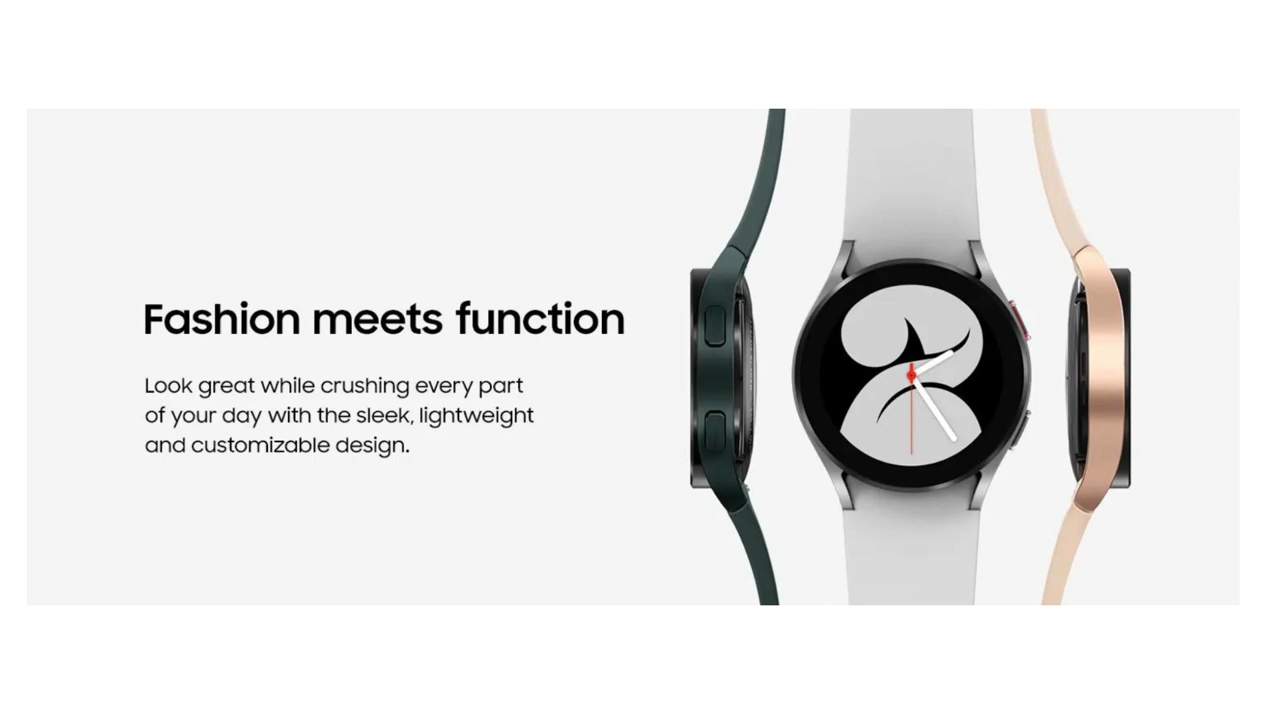 Fashion meets function
Look great while crushing every part
of your day with the sleek, lightweight
and customizable design.